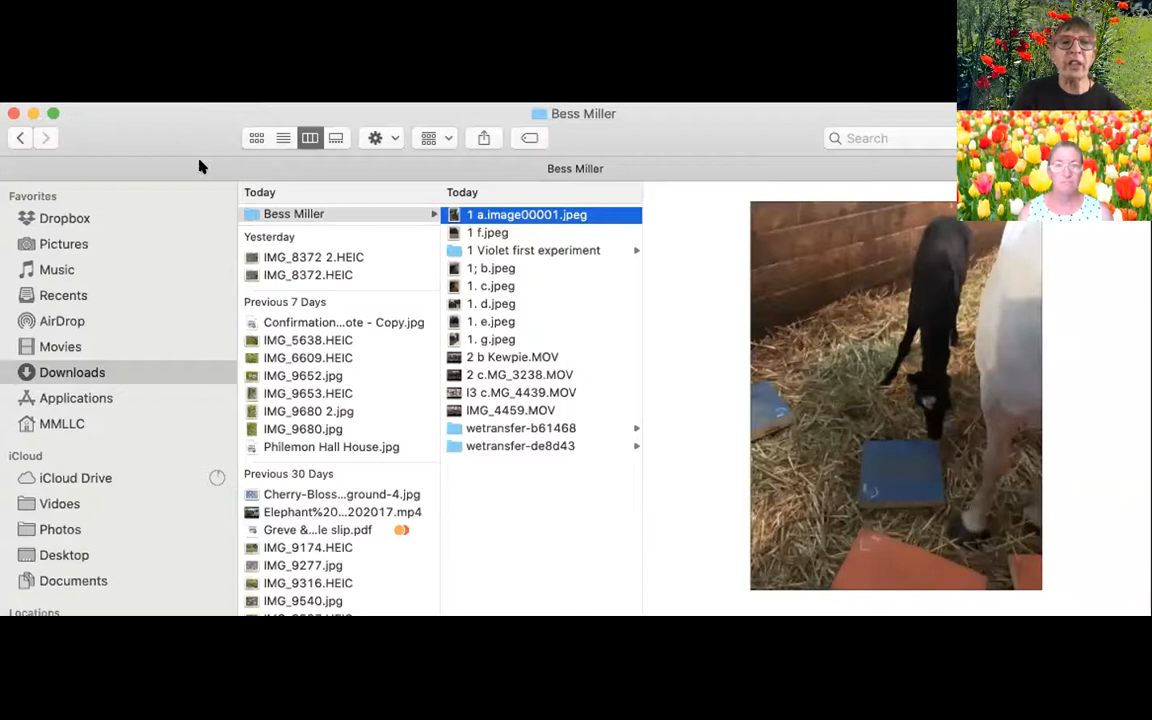 Bess Miller
Search
Bess Miller
Favorites
Dropbox
Pictures
Music
Recents
AirDrop
Movies
Downloads
Applications
MMLLC
iCloud
iCloud Drive
Vidoes
Photos
Desktop
Documents
Locations
Today
Bess Miller
Yesterday
IMG_8372 2.HEIC
IMG_8372.HEIC
Previous 7 Days
Confirmation...ote - Copy.jpg
IMG_5638.HEIC
IMG_6609.HEIC
IMG_9652.jpg
IMG_9653.HEIC
IMG_9680 2.jpg
IMG_9680.jpg
Philemon Hall House.jpg
Previous 30 Days
Cherry-Bloss...ground-4.jpg
Elephant%20...202017.mp4
Greve &...le slip.pdf
IMG_9174.HEIC
IMG_9277.jpg
IMG_9316.HEIC
IMG_9540.jpg
Today
1 a.image00001.jpeg
1 f.jpeg
1 Violet first experiment
1; b.jpeg
1. c.jpeg
1. d.jpeg
1. e.jpeg
1. g.jpeg
2 b Kewpie.MOV
2 c.MG_3238.MOV
I3 c.MG_4439.MOV
IMG_4459.MOV
wetransfer-b61468
wetransfer-de8d43